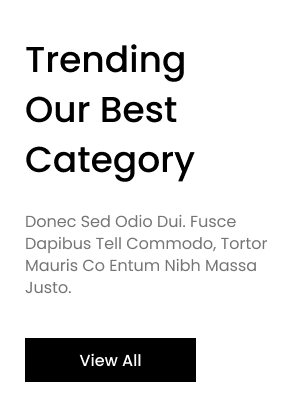 Trending
Our Best
Category
Donec Sed Odio Dui. Fusce
Dapibus Tell Commodo, Tortor
Mauris Co Entum Nibh Massa
Justo.
View All